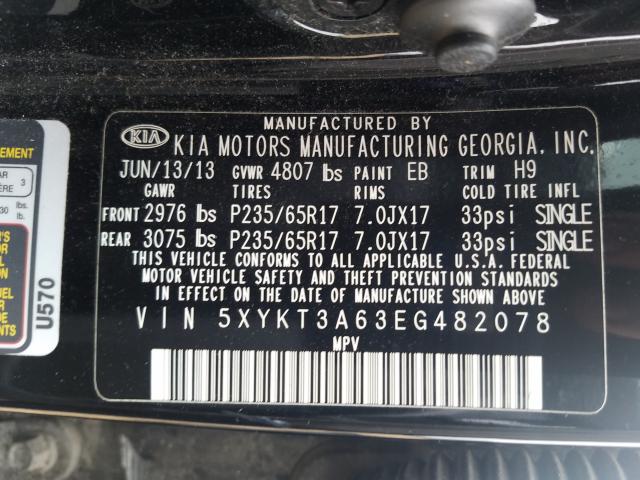 MANUFACTURED BY
KIA KIA MOTORS MANUFACTURING GEORGIA, INC.
JUN/13/13 GVWR 4807 lbs PAINT EB TRIM H9
GAWR TIRES RIMS COLD TIRE INFL
FRONT 2976 lbs P235/65R17 7.0JX17 33psi SINGLE
REAR 3075 lbs P235/65R17 7.0JX17 33psi SINGLE
THIS VEHICLE CONFORMS TO ALL APPLICABLE U.S.A. FEDERAL
MOTOR VEHICLE SAFETY AND THEFT PREVENTION STANDARDS
IN EFFECT ON THE DATE OF MANUFACTURE SHOWN ABOVE.
VIN 5XYKT3A63EG482078
MPV
3
lbs.
lb.
U570